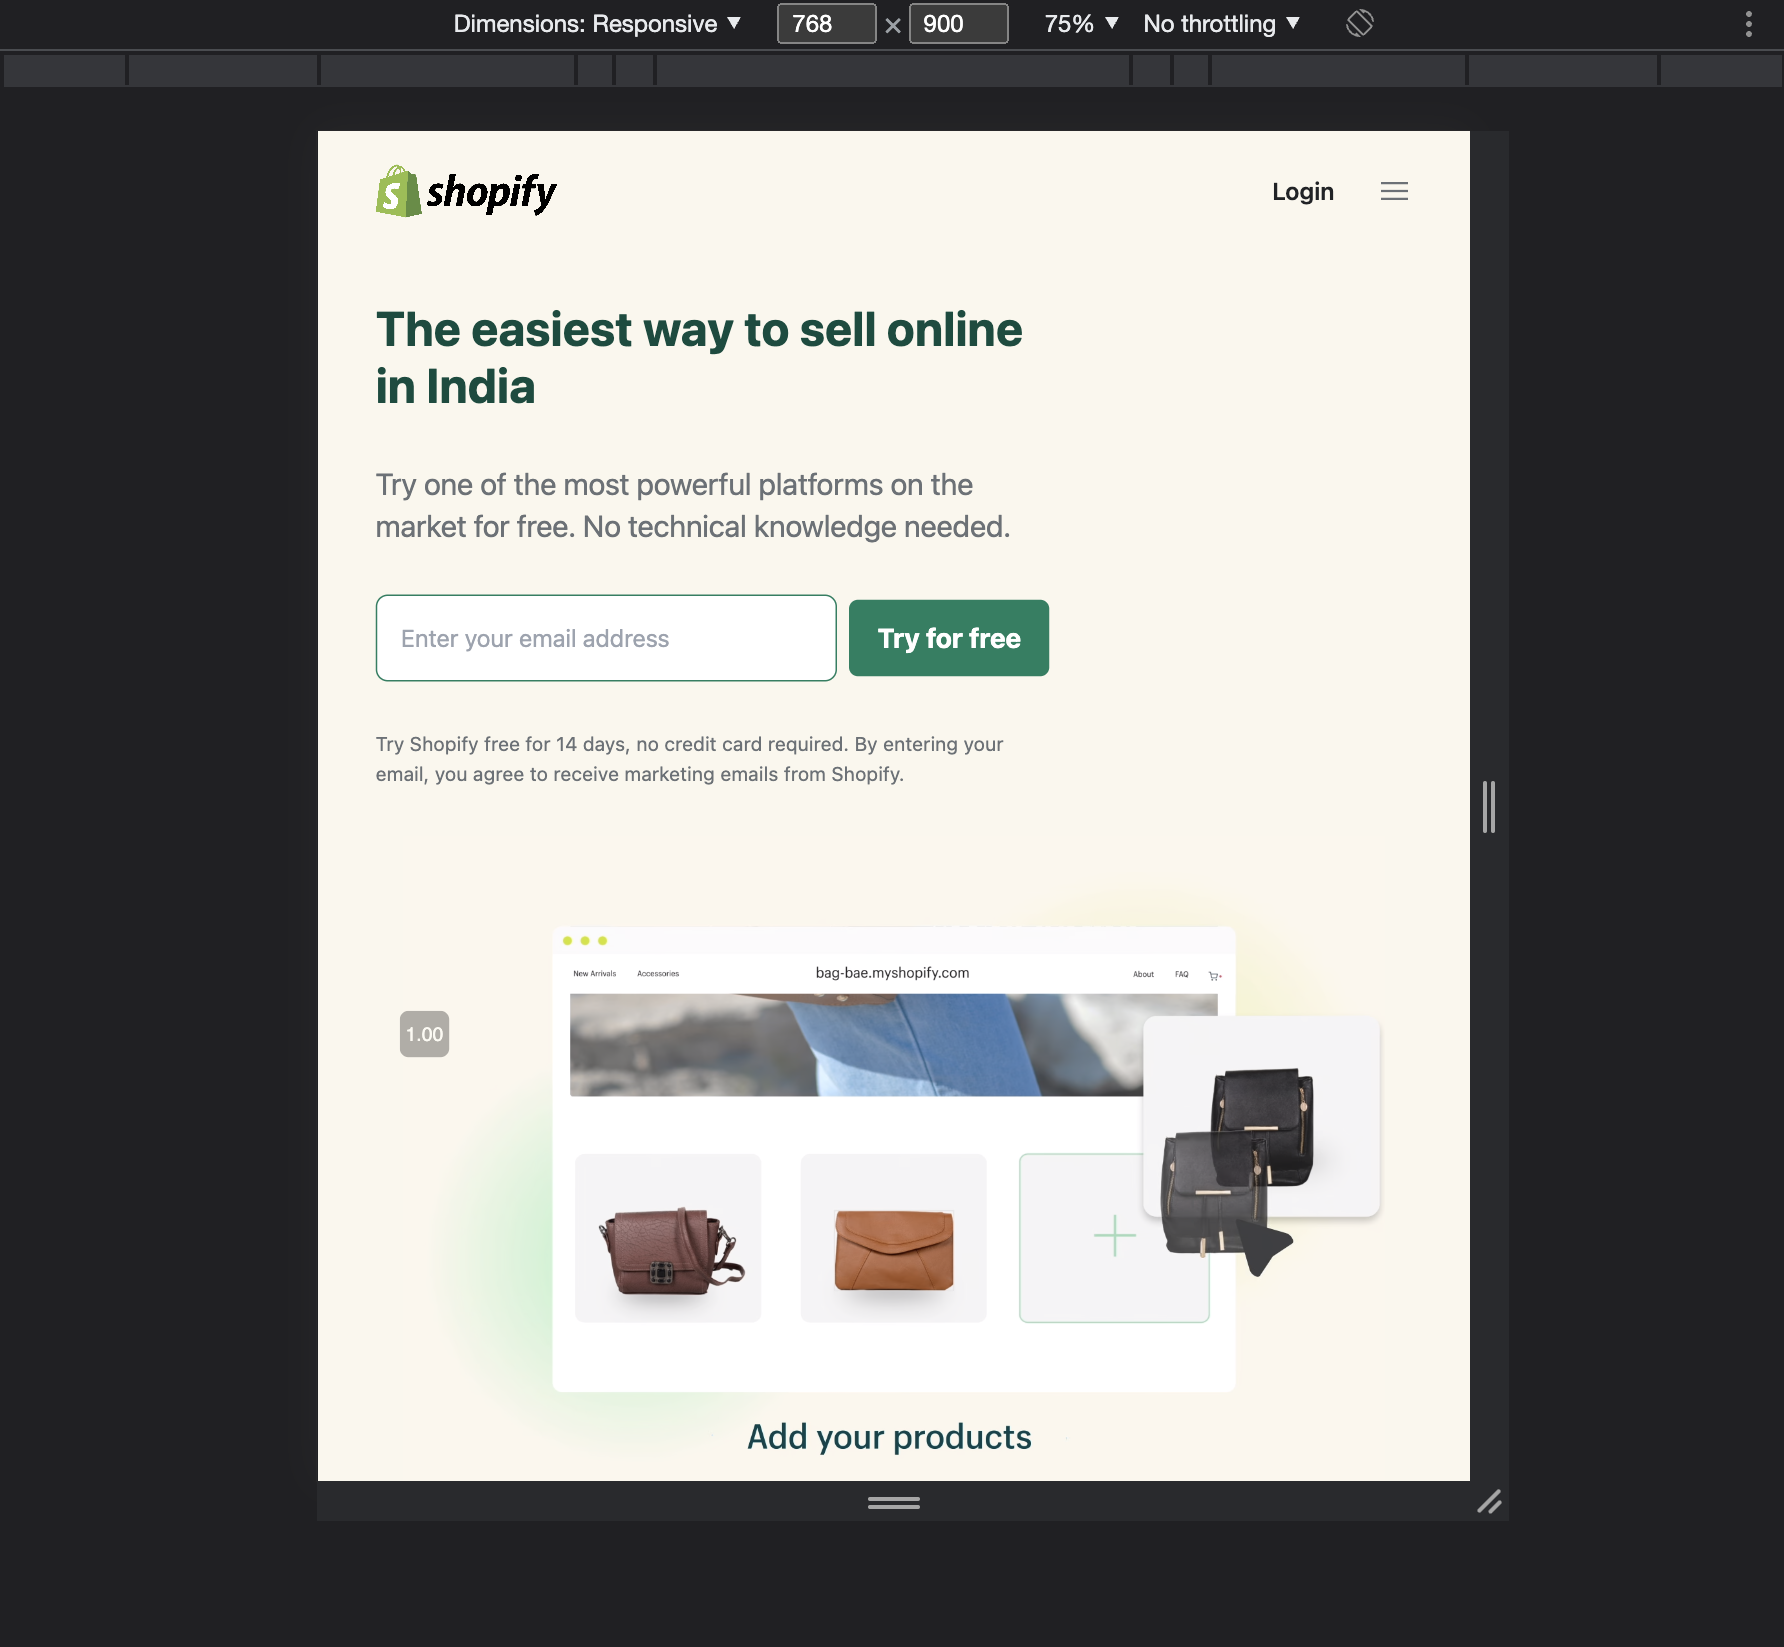 Dimensions: Responsive ▼ 768 × 900 75% ▼ No throttling ▼
shopify
Login
The easiest way to sell online
in India
Try one of the most powerful platforms on the
market for free. No technical knowledge needed.
Enter your email address
Try for free
Try Shopify free for 14 days, no credit card required. By entering your
email, you agree to receive marketing emails from Shopify.
New Arrivals Accessories bag-bae.myshopify.com About FAQ
1.00
Add your products